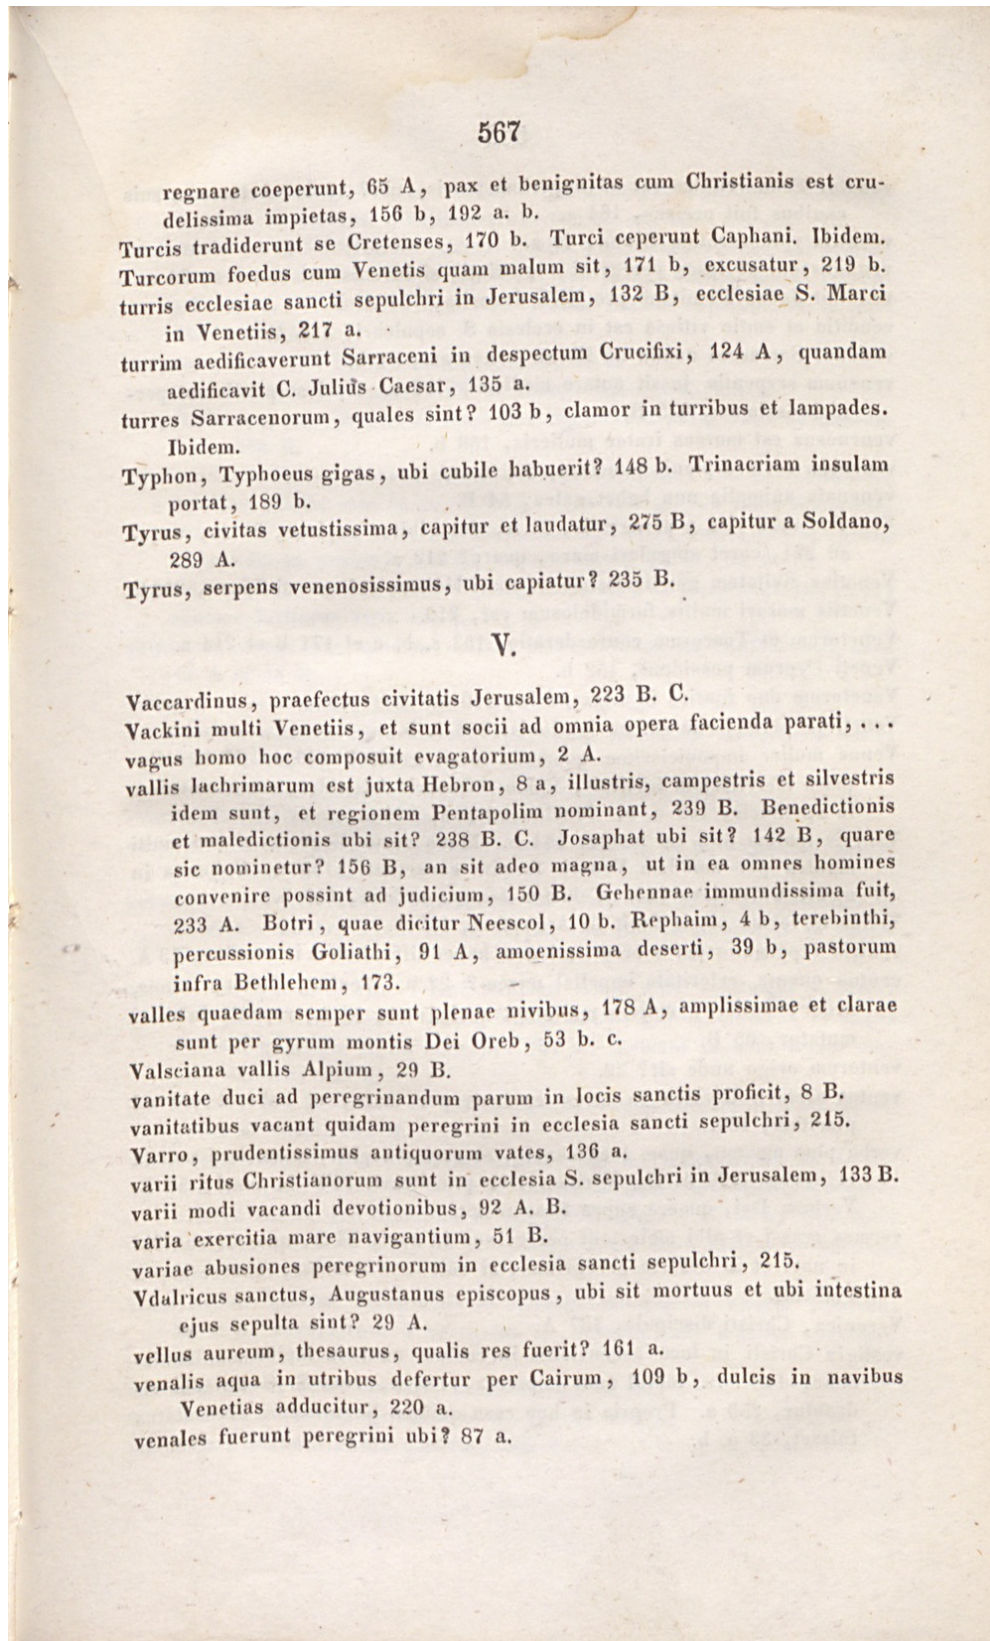 567
regnare coeperunt, 65 A, pax et benignitas cum Christianis est cru-
delissima impietas, 156 b, 192 a. b.
Turcis tradiderunt se Cretenses, 170 b. Turci ceperunt Caphani. Ibidem.
Turcorum foedus cum Venetis quam malum sit, 171 b, excusatur, 219 b.
turris ecclesiae sancti sepulchri in Jerusalem, 132 B, ecclesiae S. Marci
in Venetiis, 217 a.
turrim aedificaverunt Sarraceni in despectum Crucifixi, 124 A, quandam
aedificavit C. Julius Caesar, 135 a.
turres Sarracenorum, quales sint? 103 b, clamor in turribus et lampades.
Ibidem.
Typhon, Typhoeus gigas, ubi cubile habuerit? 148 b. Trinacriam insulam
portat, 189 b.
Tyrus, civitas vetustissima, capitur et laudatur, 275 B, capitur a Soldano,
289 A.
Tyrus, serpens venenosissimus, ubi capiatur? 235 B.
V.
Vaccardinus, praefectus civitatis Jerusalem, 223 B. C.
Vackini multi Venetiis, et sunt socii ad omnia opera facienda parati, ...
vagus homo hoc composuit evagatorium, 2 A.
vallis lachrimarum est juxta Hebron, 8 a, illustris, campestris et silvestris
idem sunt, et regionem Pentapolim nominant, 239 B. Benedictionis
et maledictionis ubi sit? 238 B. C. Josaphat ubi sit? 142 B, quare
sic nominetur? 156 B, an sit adeo magna, ut in ea omnes homines
convenire possint ad judicium, 150 B. Gehennae immundissima fuit,
233 A. Botri, quae dicitur Neescol, 10 b. Rephaim, 4 b, terebinthi,
percussionis Goliathi, 91 A, amoenissima deserti, 39 b, pastorum
infra Bethlehem, 173.
valles quaedam semper sunt plenae nivibus, 178 A, amplissimae et clarae
sunt per gyrum montis Dei Oreb, 53 b. c.
Valsciana vallis Alpium, 29 B.
vanitate duci ad peregrinandum parum in locis sanctis proficit, 8 B.
vanitatibus vacant quidam peregrini in ecclesia sancti sepulchri, 215.
Varro, prudentissimus antiquorum vates, 136 a.
varii ritus Christianorum sunt in ecclesia S. sepulchri in Jerusalem, 133 B.
varii modi vacandi devotionibus, 92 A. B.
varia exercitia mare navigantium, 51 B.
variae abusiones peregrinorum in ecclesia sancti sepulchri, 215.
Vdalricus sanctus, Augustanus episcopus, ubi sit mortuus et ubi intestina
ejus sepulta sint? 29 A.
vellus aureum, thesaurus, qualis res fuerit? 161 a.
venalis aqua in utribus defertur per Cairum, 109 b, dulcis in navibus
Venetias adducitur, 220 a.
venales fuerunt peregrini ubi? 87 a.